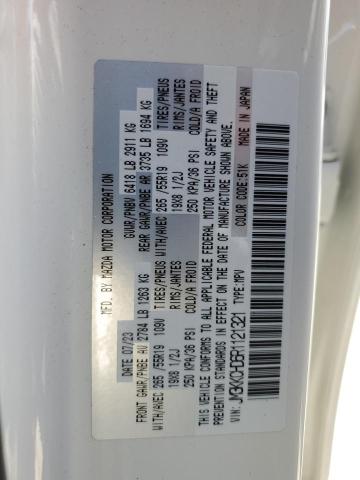 MFD. BY MAZDA MOTOR CORPORATION
DATE 07/23 GVWR/PNBV 6418 LB 2911 KG
FRONT GAWR/PNBE AV 2784 LB 1263 KG REAR GAWR/PNBE AR 3735 LB 1694 KG
WITH/AVEC 265 /55R19 109V TIRES/PNEUS WITH/AVEC 265 /55R19 109V TIRES/PNEUS
19X8 1/2J RIMS/JANTES 19X8 1/2J RIMS/JANTES
250 KPA/36 PSI COLD/A FROID 250 KPA/36 PSI COLD/A FROID
THIS VEHICLE CONFORMS TO ALL APPLICABLE FEDERAL MOTOR VEHICLE SAFETY AND THEFT
PREVENTION STANDARDS IN EFFECT ON THE DATE OF MANUFACTURE SHOWN ABOVE.
VIN: TYPE: MPV COLOR CODE: 51K MADE IN JAPAN